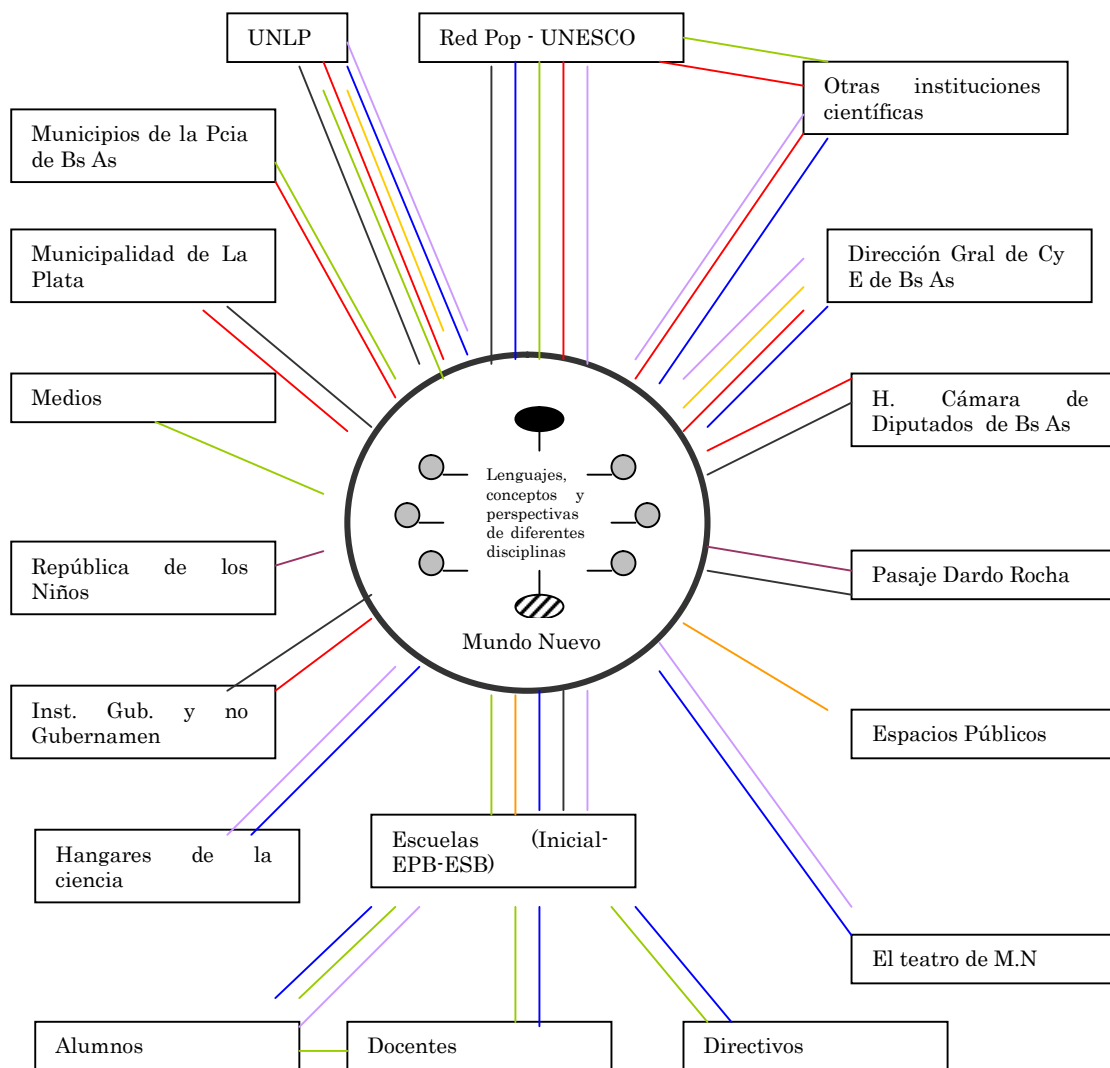 UNLP
Red Pop - UNESCO
Otras instituciones
científicas
Municipios de la Pcia
de Bs As
Municipalidad de La
Plata
Dirección Gral de Cy
E de Bs As
Medios
H. Cámara de
Diputados de Bs As
Lenguajes,
conceptos y
perspectivas
de diferentes
disciplinas
República de los
Niños
Pasaje Dardo Rocha
Mundo Nuevo
Inst. Gub. y no
Gubernamen
Espacios Públicos
Hangares de la
ciencia
Escuelas (Inicial-
EPB-ESB)
El teatro de M.N
Alumnos
Docentes
Directivos